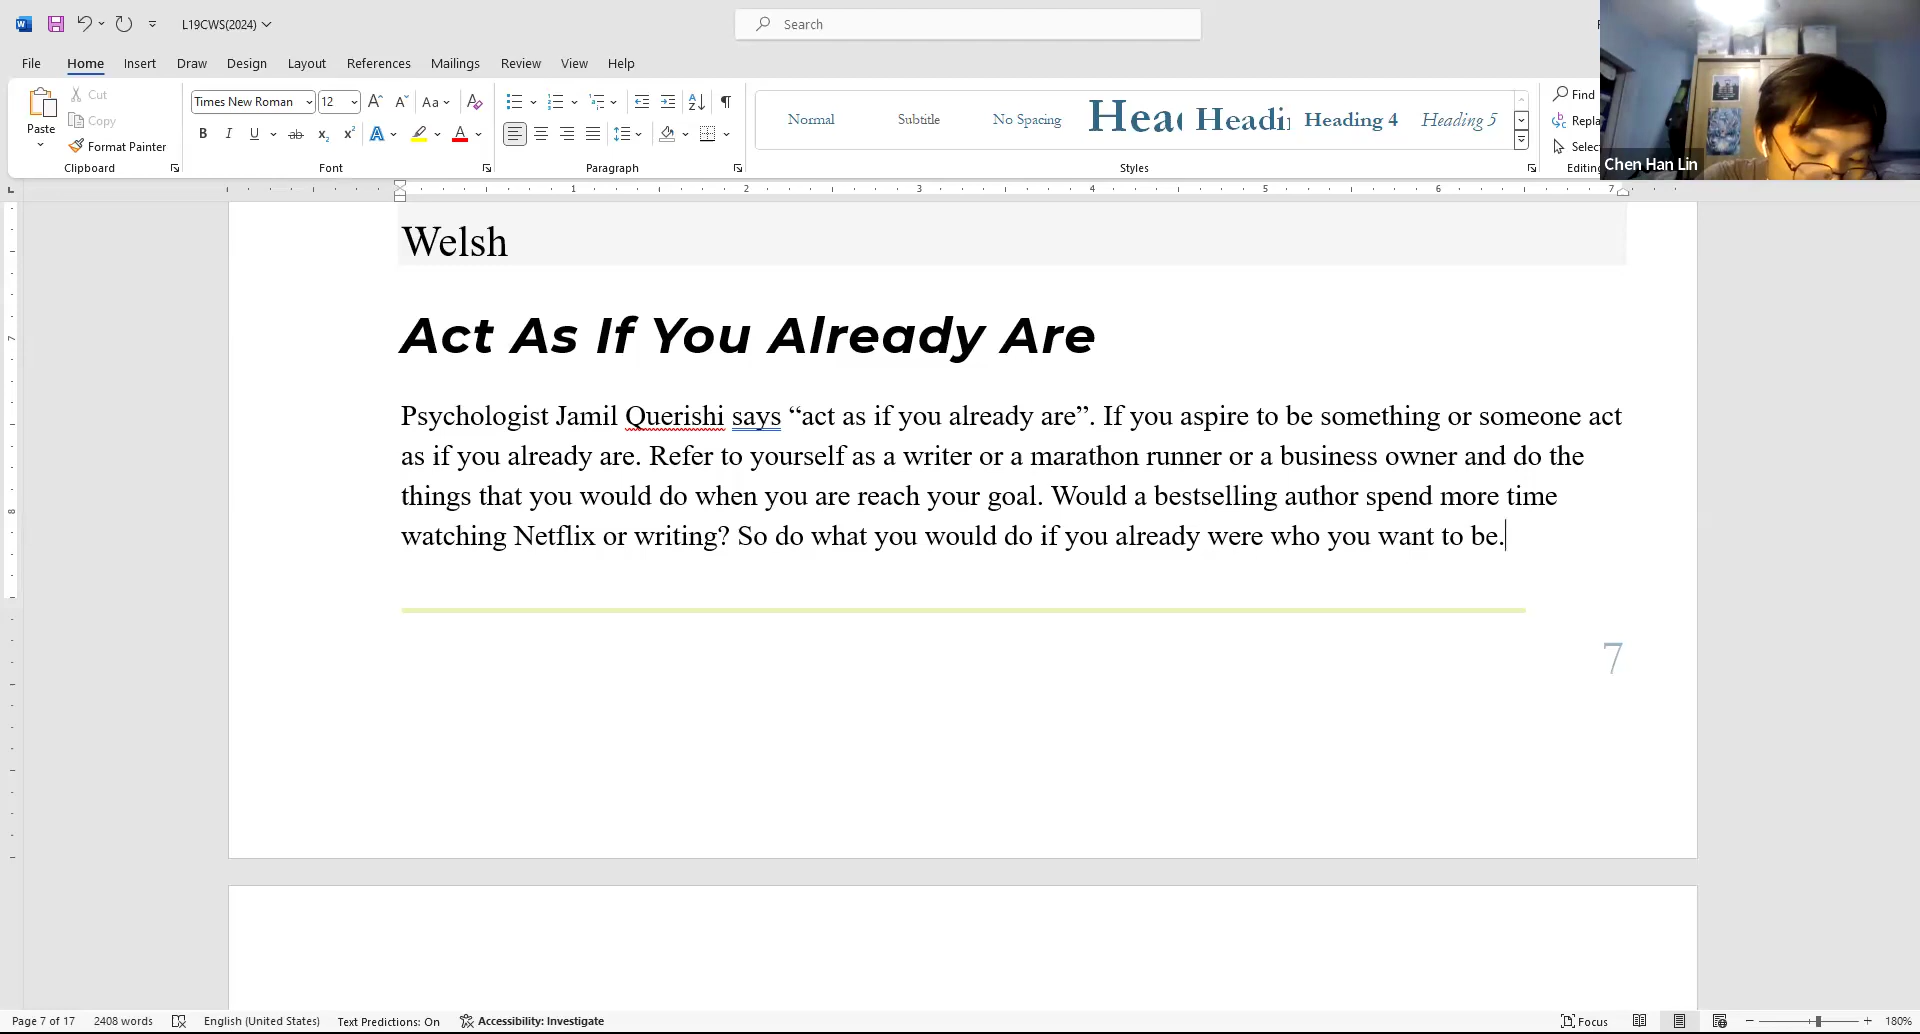 L19CWS(2024)
Search
File Home Insert Draw Design Layout References Mailings Review View Help
Paste
Cut
Copy
Format Painter
Clipboard
Times New Roman 12
Font
Paragraph
Normal Subtitle No Spacing Heading 4 Heading 5
Styles
Find
Editing
Chen Han Lin
1 2 3 4 5 6 7
Welsh
Act As If You Already Are
Psychologist Jamil Querishi says “act as if you already are”. If you aspire to be something or someone act
as if you already are. Refer to yourself as a writer or a marathon runner or a business owner and do the
things that you would do when you are reach your goal. Would a bestselling author spend more time
watching Netflix or writing? So do what you would do if you already were who you want to be.
7
Page 7 of 17 2408 words English (United States) Text Predictions: On Accessibility: Investigate Focus 180%